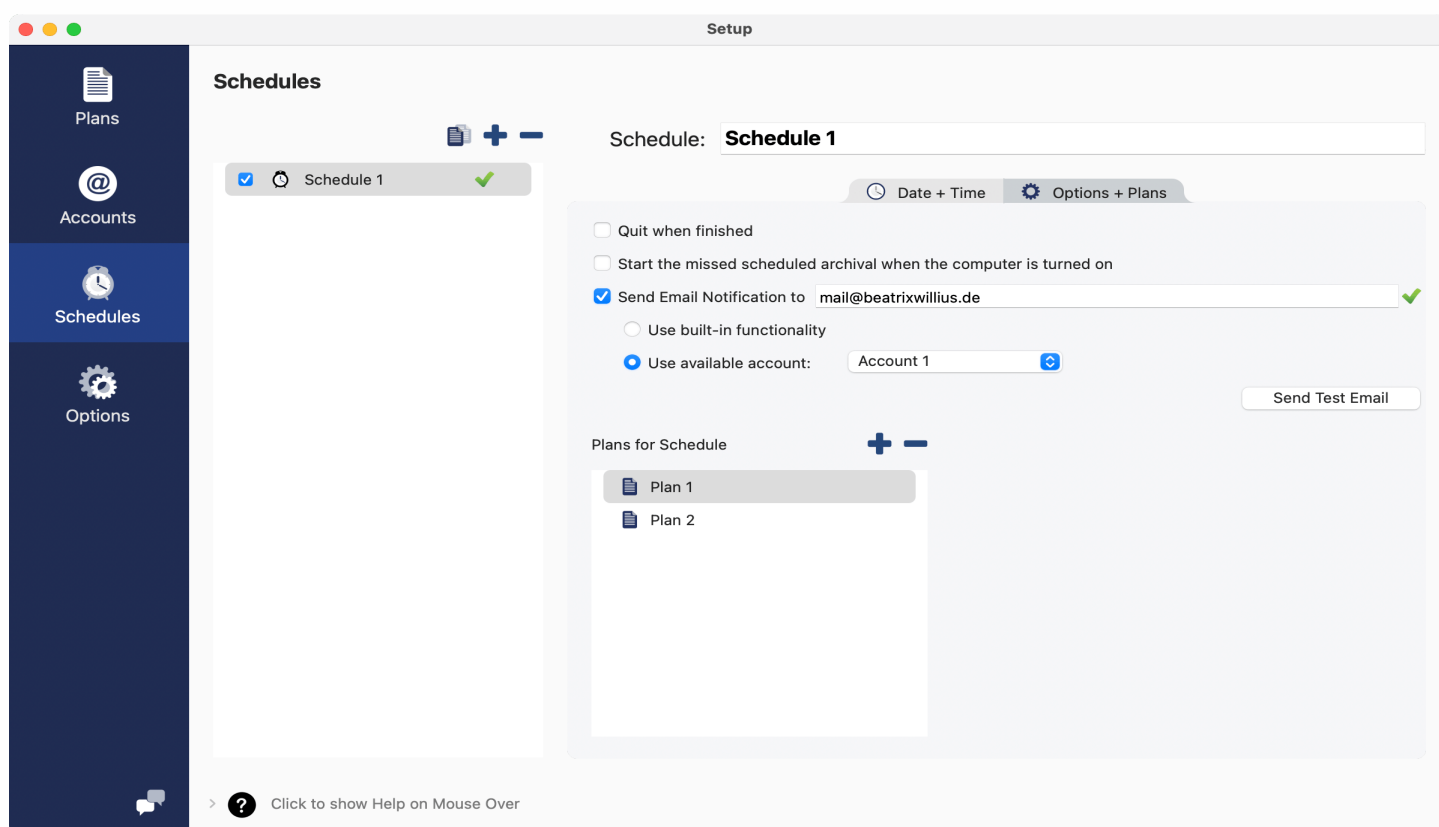 Setup
Plans
Accounts
Schedules
Options
Schedules
Schedule 1
Schedule: Schedule 1
Date + Time
Options + Plans
Quit when finished
Start the missed scheduled archival when the computer is turned on
Send Email Notification to mail@beatrixwillius.de
Use built-in functionality
Use available account: Account 1
Send Test Email
Plans for Schedule
Plan 1
Plan 2
? Click to show Help on Mouse Over